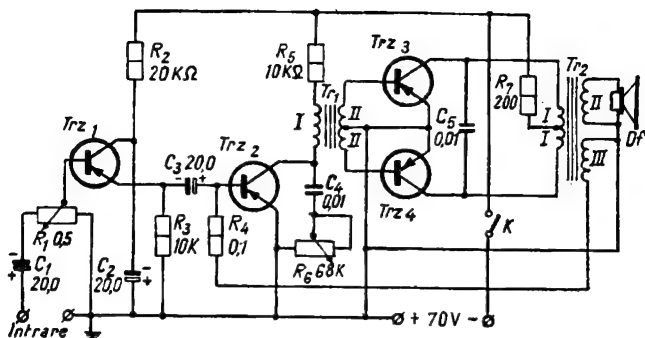 Trz 3
R2
20KΩ
R5
10KΩ
Tr1
I
II
II
C5
0,01
R7
200
I
I
Tr2
II
III
Df
Trz 1
C3 20,0
- +
Trz 2
C4
0,01
Trz 4
R3
10K
R4
0,1
R6 68K
K
R1 0,5
+
C1
20,0
C2
20,0
-
+
Intrare
+ 70V -